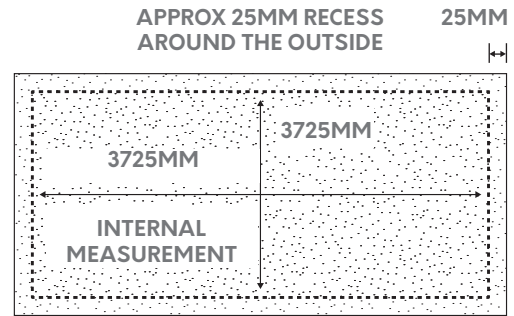 APPROX 25MM RECESS
AROUND THE OUTSIDE
25MM
3725MM
3725MM
INTERNAL
MEASUREMENT